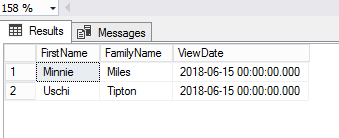 158 %
Results Messages
FirstName FamilyName ViewDate
1 Minnie Miles 2018-06-15 00:00:00.000
2 Uschi Tipton 2018-06-15 00:00:00.000